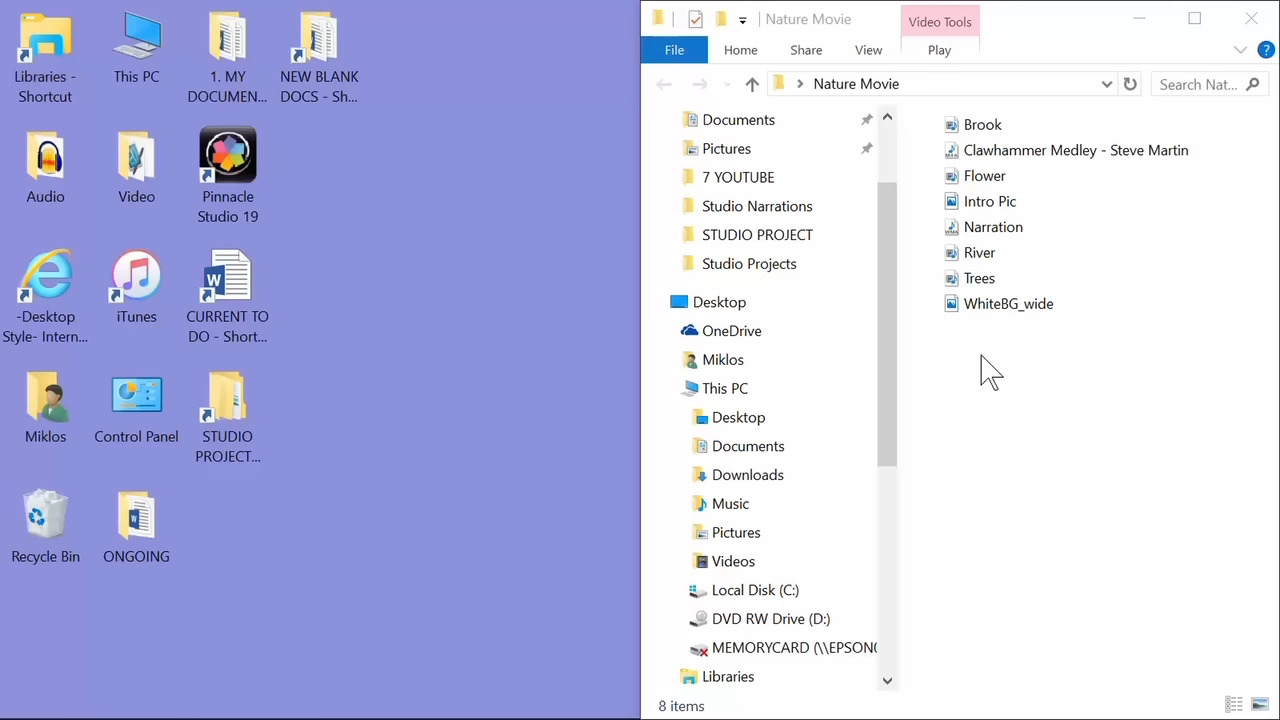 Libraries -
Shortcut
This PC
1. MY
DOCUMEN...
NEW BLANK
DOCS - Sh...
Audio
Video
Pinnacle
Studio 19
-Desktop
Style- Intern...
iTunes
CURRENT TO
DO - Short...
Miklos
Control Panel
STUDIO
PROJECT...
Recycle Bin
ONGOING
Nature Movie
Video Tools
File
Home
Share
View
Play
Nature Movie
Search Nat...
Documents
Pictures
7 YOUTUBE
Studio Narrations
STUDIO PROJECT
Studio Projects
Desktop
OneDrive
Miklos
This PC
Desktop
Documents
Downloads
Music
Pictures
Videos
Local Disk (C:)
DVD RW Drive (D:)
MEMORYCARD (\\EPSON
Libraries
Brook
Clawhammer Medley - Steve Martin
Flower
Intro Pic
Narration
River
Trees
WhiteBG_wide
8 items